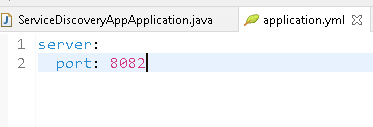 ServiceDiscoveryAppApplication.java application.yml
1 server:
2   port: 8082